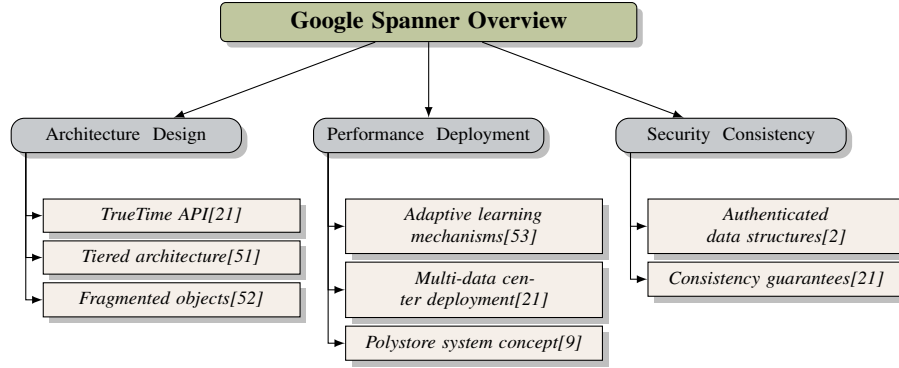 Google Spanner Overview
Architecture Design
Performance Deployment
Security Consistency
TrueTime API[21]
Tiered architecture[51]
Fragmented objects[52]
Adaptive learning
mechanisms[53]
Multi-data cen-
ter deployment[21]
Polystore system concept[9]
Authenticated
data structures[2]
Consistency guarantees[21]